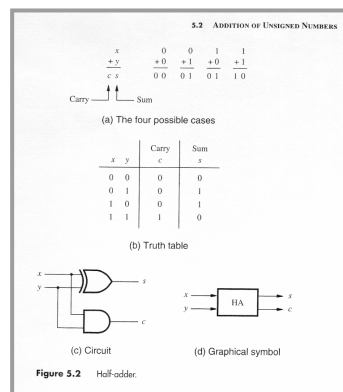 5.2 ADDITION OF UNSIGNED NUMBERS
x 0 0 1 1
+ y + 0 + 1 + 0 + 1
c s 0 0 0 1 0 1 1 0
Carry Sum
(a) The four possible cases
Carry Sum
x y c s
0 0 0 0
0 1 0 1
1 0 0 1
1 1 1 0
(b) Truth table
x
y
s
c
(c) Circuit
x
y
HA
s
c
(d) Graphical symbol
Figure 5.2 Half-adder.